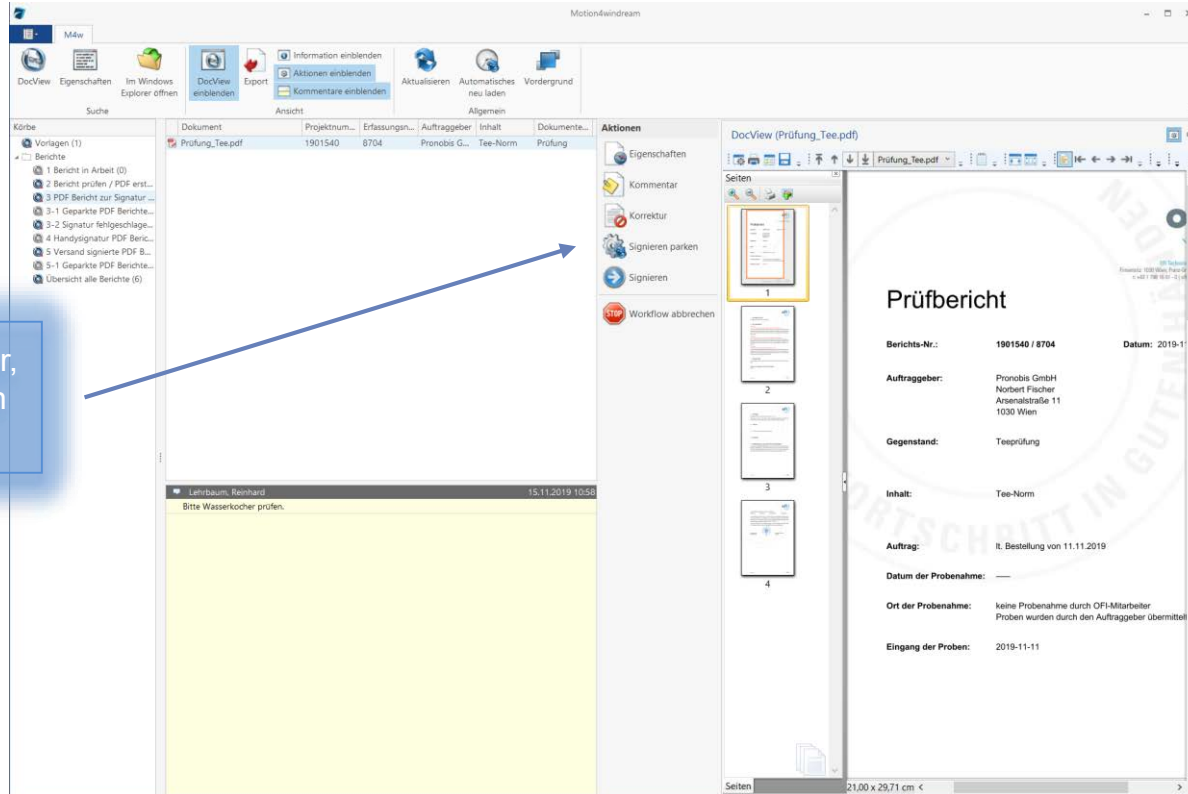 Motion4windream
M4w
DocView
Eigenschaften
Im Windows
Explorer öffnen
Suche
DocView
einblenden
Export
Information einblenden
Aktionen einblenden
Kommentare einblenden
Ansicht
Aktualisieren
Automatisches
neu laden
Vordergrund
Allgemein
Körbe
Vorlagen (1)
Berichte
1 Bericht in Arbeit (0)
2 Bericht prüfen / PDF erst...
3 PDF Bericht zur Signatur ...
3-1 Geparkte PDF Berichte...
3-2 Signatur fehlgeschlage...
4 Handysignatur PDF Beric...
5 Versand signierte PDF B...
5-1 Geparkte PDF Berichte...
Übersicht alle Berichte (6)
r,
n
Dokument Projektnum... Erfassungsn... Auftraggeber Inhalt Dokumente...
Prüfung_Tee.pdf 1901540 8704 Pronobis G... Tee-Norm Prüfung
Lehrbaum, Reinhard 15.11.2019 10:58
Bitte Wasserkocher prüfen.
Aktionen
Eigenschaften
Kommentar
Korrektur
Signieren parken
STOP
Signieren
Workflow abbrechen
DocView (Prüfung_Tee.pdf)
Prüfung_Tee.pdf
Seiten
1
2
3
4
Seiten
Prüfbericht
Berichts-Nr.: 1901540 / 8704 Datum: 2019-1
Auftraggeber: Pronobis GmbH
Norbert Fischer
Arsenalstraße 11
1030 Wien
Gegenstand: Teeprüfung
Inhalt: Tee-Norm
Auftrag: lt. Bestellung von 11.11.2019
Datum der Probenahme: -----
Ort der Probenahme: keine Probenahme durch OFI-Mitarbeiter
Proben wurden durch den Auftraggeber übermittel
Eingang der Proben: 2019-11-11
ORTSCHRITT IN GUTEN HÄNDEN
21,00 x 29,71 cm